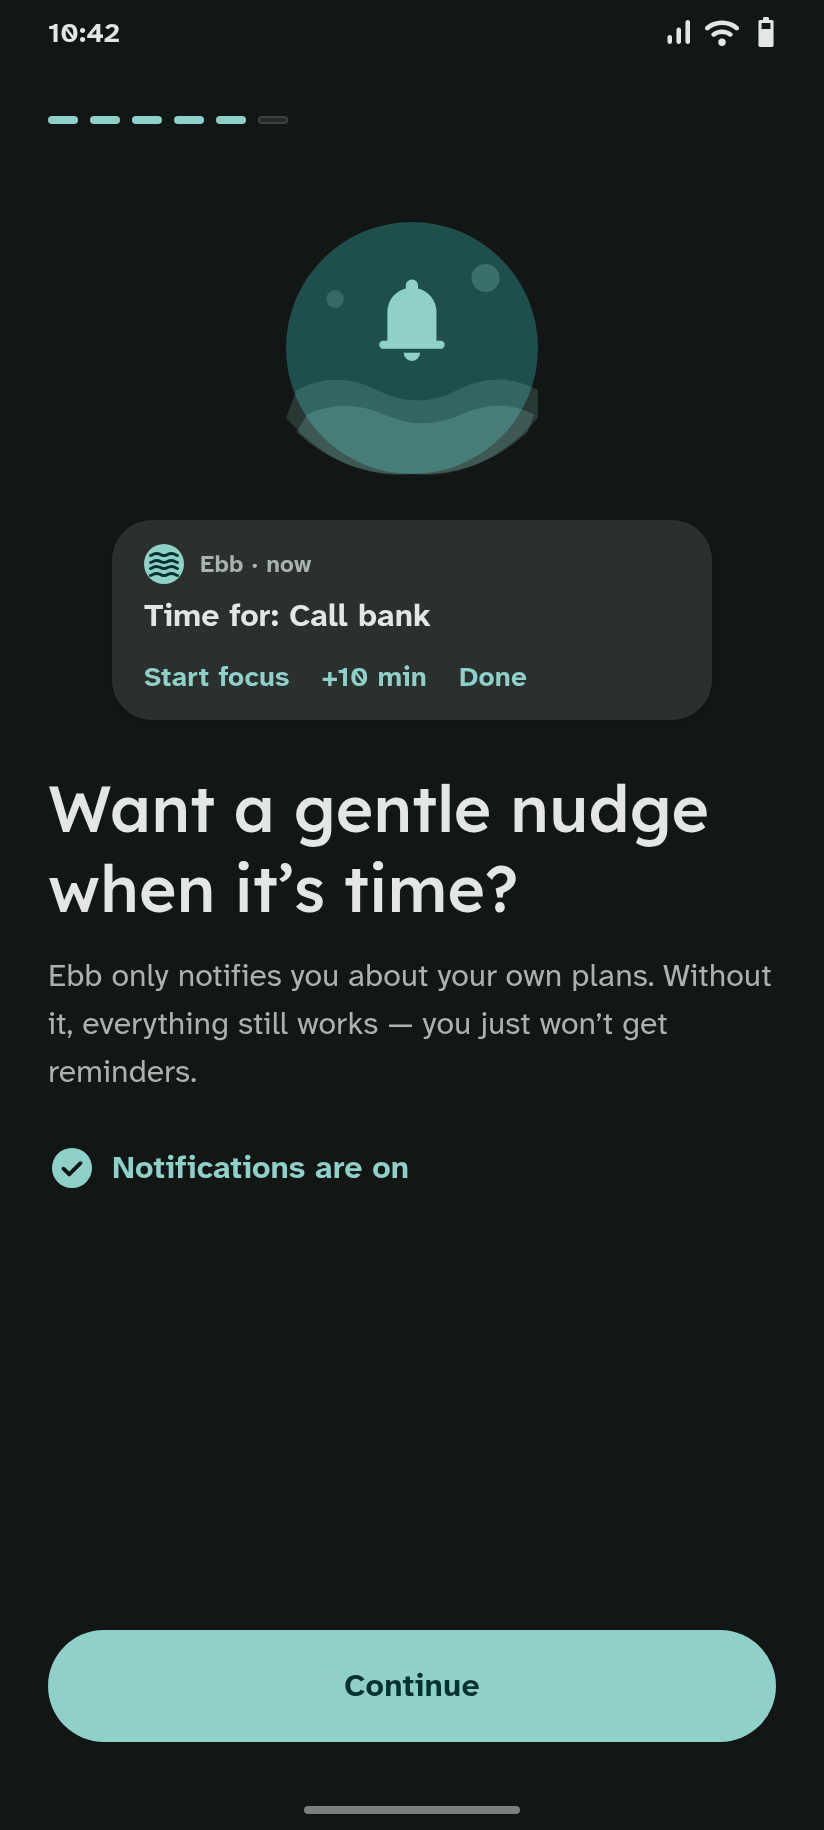 10:42
Ebb · now
Time for: Call bank
Start focus +10 min Done
Want a gentle nudge
when it’s time?
Ebb only notifies you about your own plans. Without
it, everything still works — you just won’t get
reminders.
Notifications are on
Continue